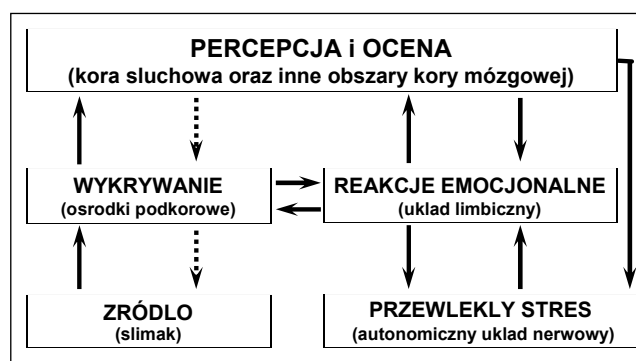 PERCEPCJA i OCENA
(kora sluchowa oraz inne obszary kory mózgowej)
WYKRYWANIE
(osrodki podkorowe)
REAKCJE EMOCJONALNE
(uklad limbiczny)
ZRÓDLO
(slimak)
PRZEWLEKLY STRES
(autonomiczny uklad nerwowy)